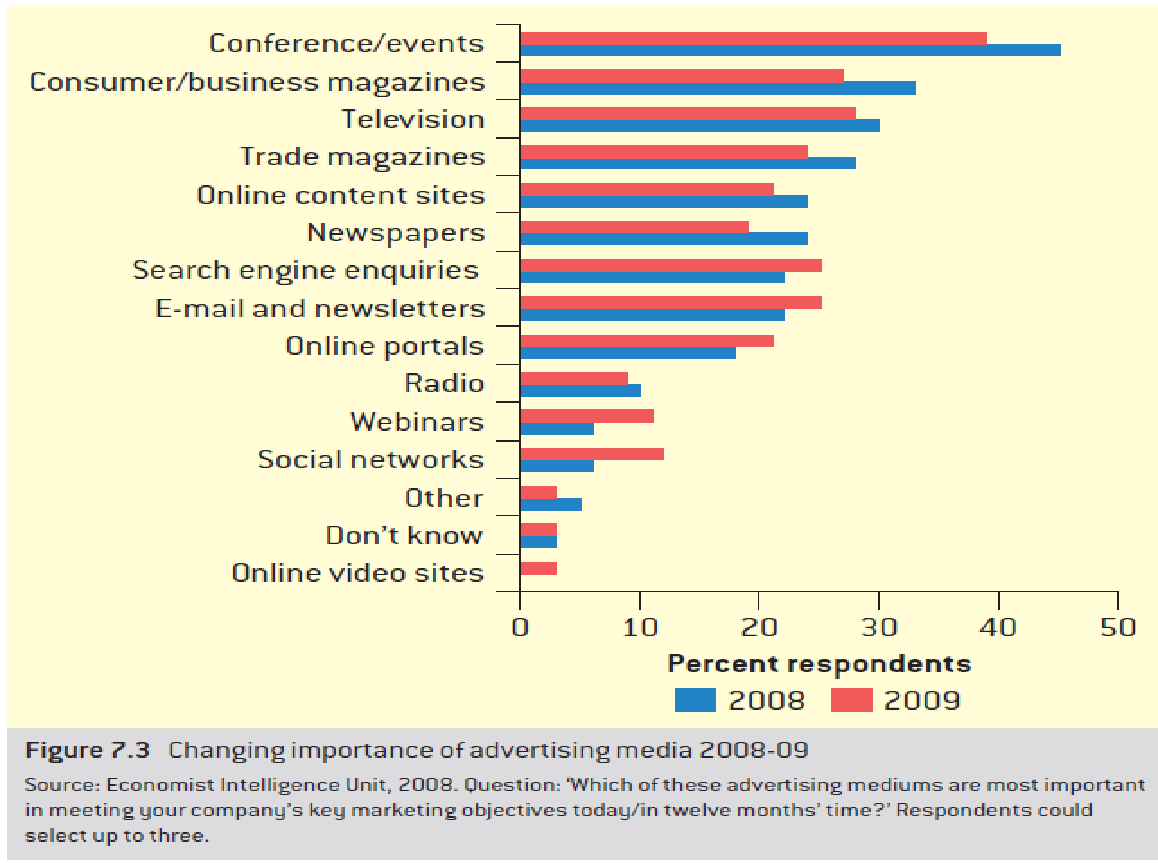 Conference/events
Consumer/business magazines
Television
Trade magazines
Online content sites
Newspapers
Search engine enquiries
E-mail and newsletters
Online portals
Radio
Webinars
Social networks
Other
Don't know
Online video sites
0 10 20 30 40 50
Percent respondents
2008 2009
Figure 7.3 Changing importance of advertising media 2008-09
Source: Economist Intelligence Unit, 2008. Question: ‘Which of these advertising mediums are most important
in meeting your company's key marketing objectives today/in twelve months' time?’ Respondents could
select up to three.